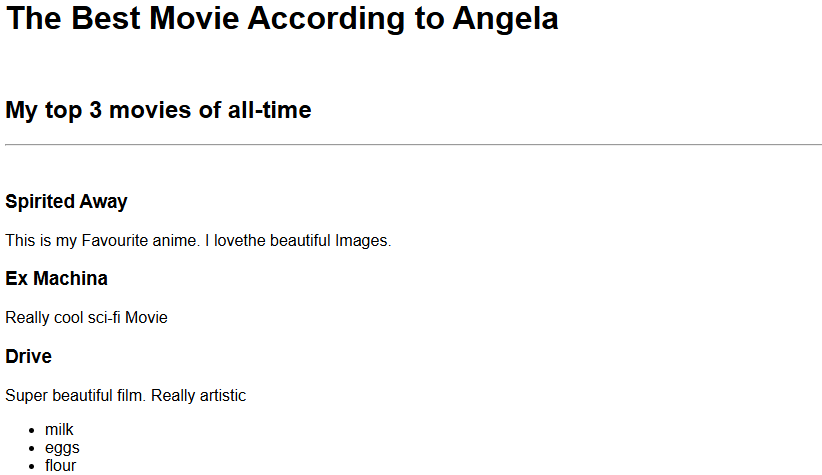 The Best Movie According to Angela
My top 3 movies of all-time
Spirited Away
This is my Favourite anime. I lovethe beautiful Images.
Ex Machina
Really cool sci-fi Movie
Drive
Super beautiful film. Really artistic
• milk
• eggs
• flour